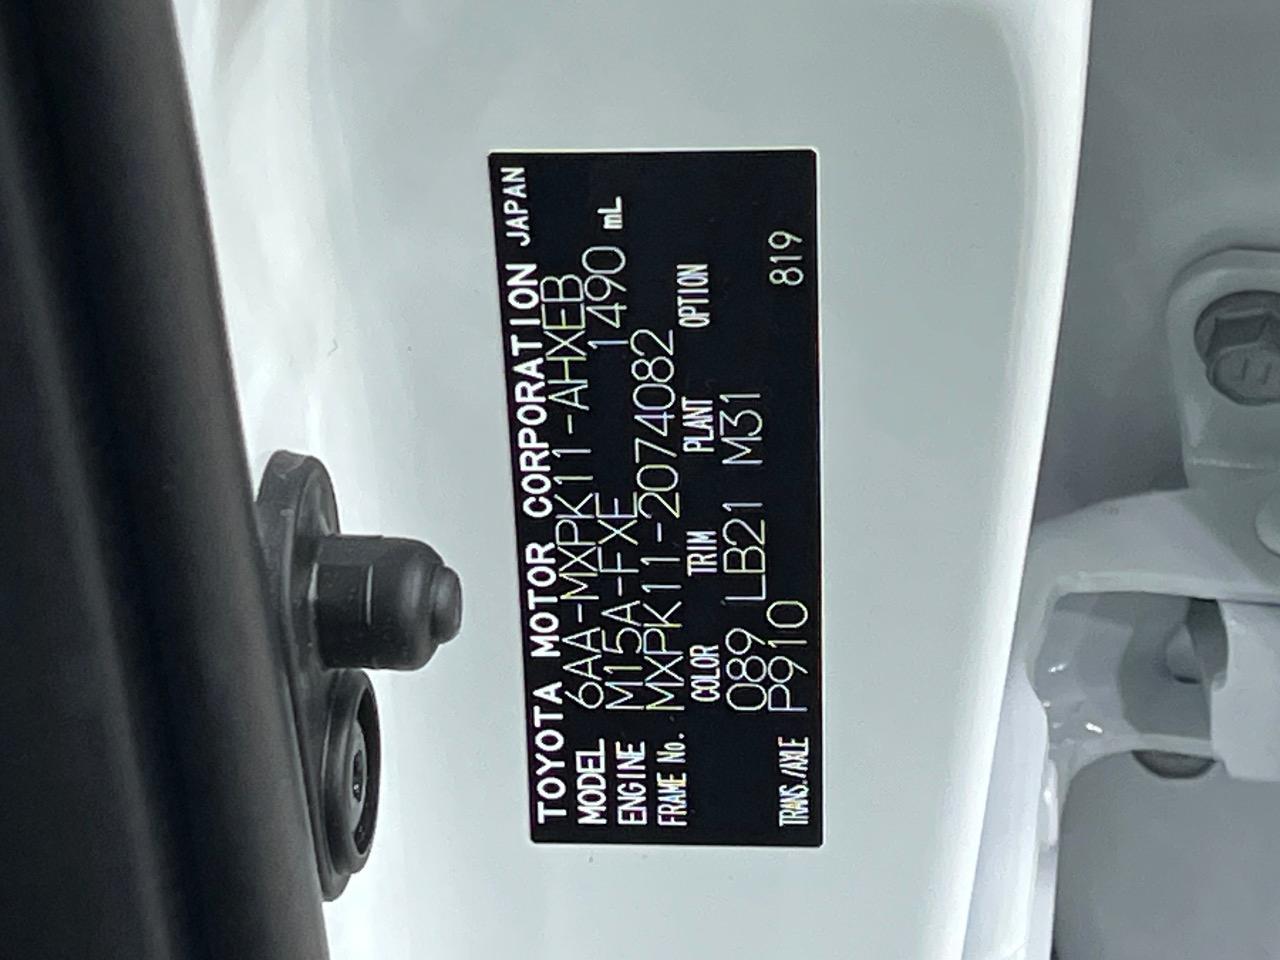 TOYOTA MOTOR CORPORATION JAPAN
MODEL 6AA-MXPK11-AHXEB
ENGINE M15A-FXE 1490 mL
FRAME No. MXPK11-2074082
COLOR TRIM PLANT OPTION
089 LB21 M31
TRANS./AXLE P910 819